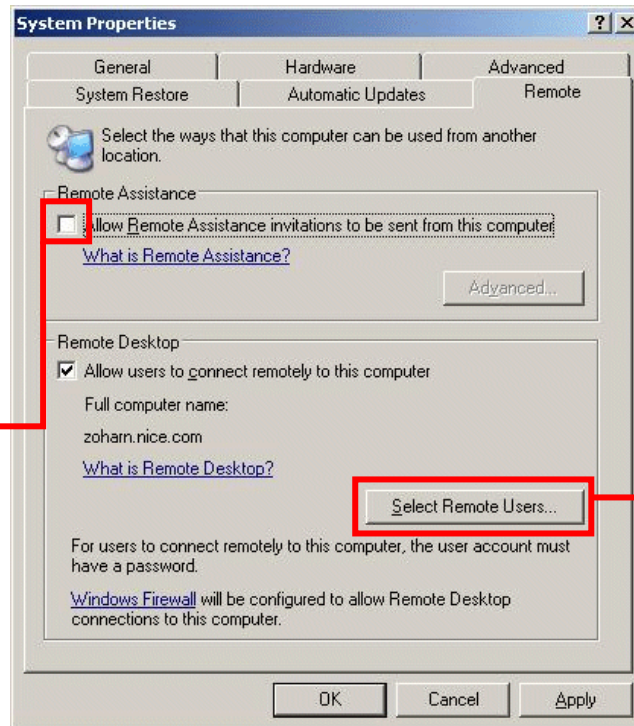 System Properties
General Hardware Advanced
System Restore Automatic Updates Remote
Select the ways that this computer can be used from another
location.
Remote Assistance
Allow Remote Assistance invitations to be sent from this computer
What is Remote Assistance?
Advanced...
Remote Desktop
Allow users to connect remotely to this computer
Full computer name:
zoharn.nice.com
What is Remote Desktop?
Select Remote Users...
For users to connect remotely to this computer, the user account must
have a password.
Windows Firewall will be configured to allow Remote Desktop
connections to this computer.
OK Cancel Apply